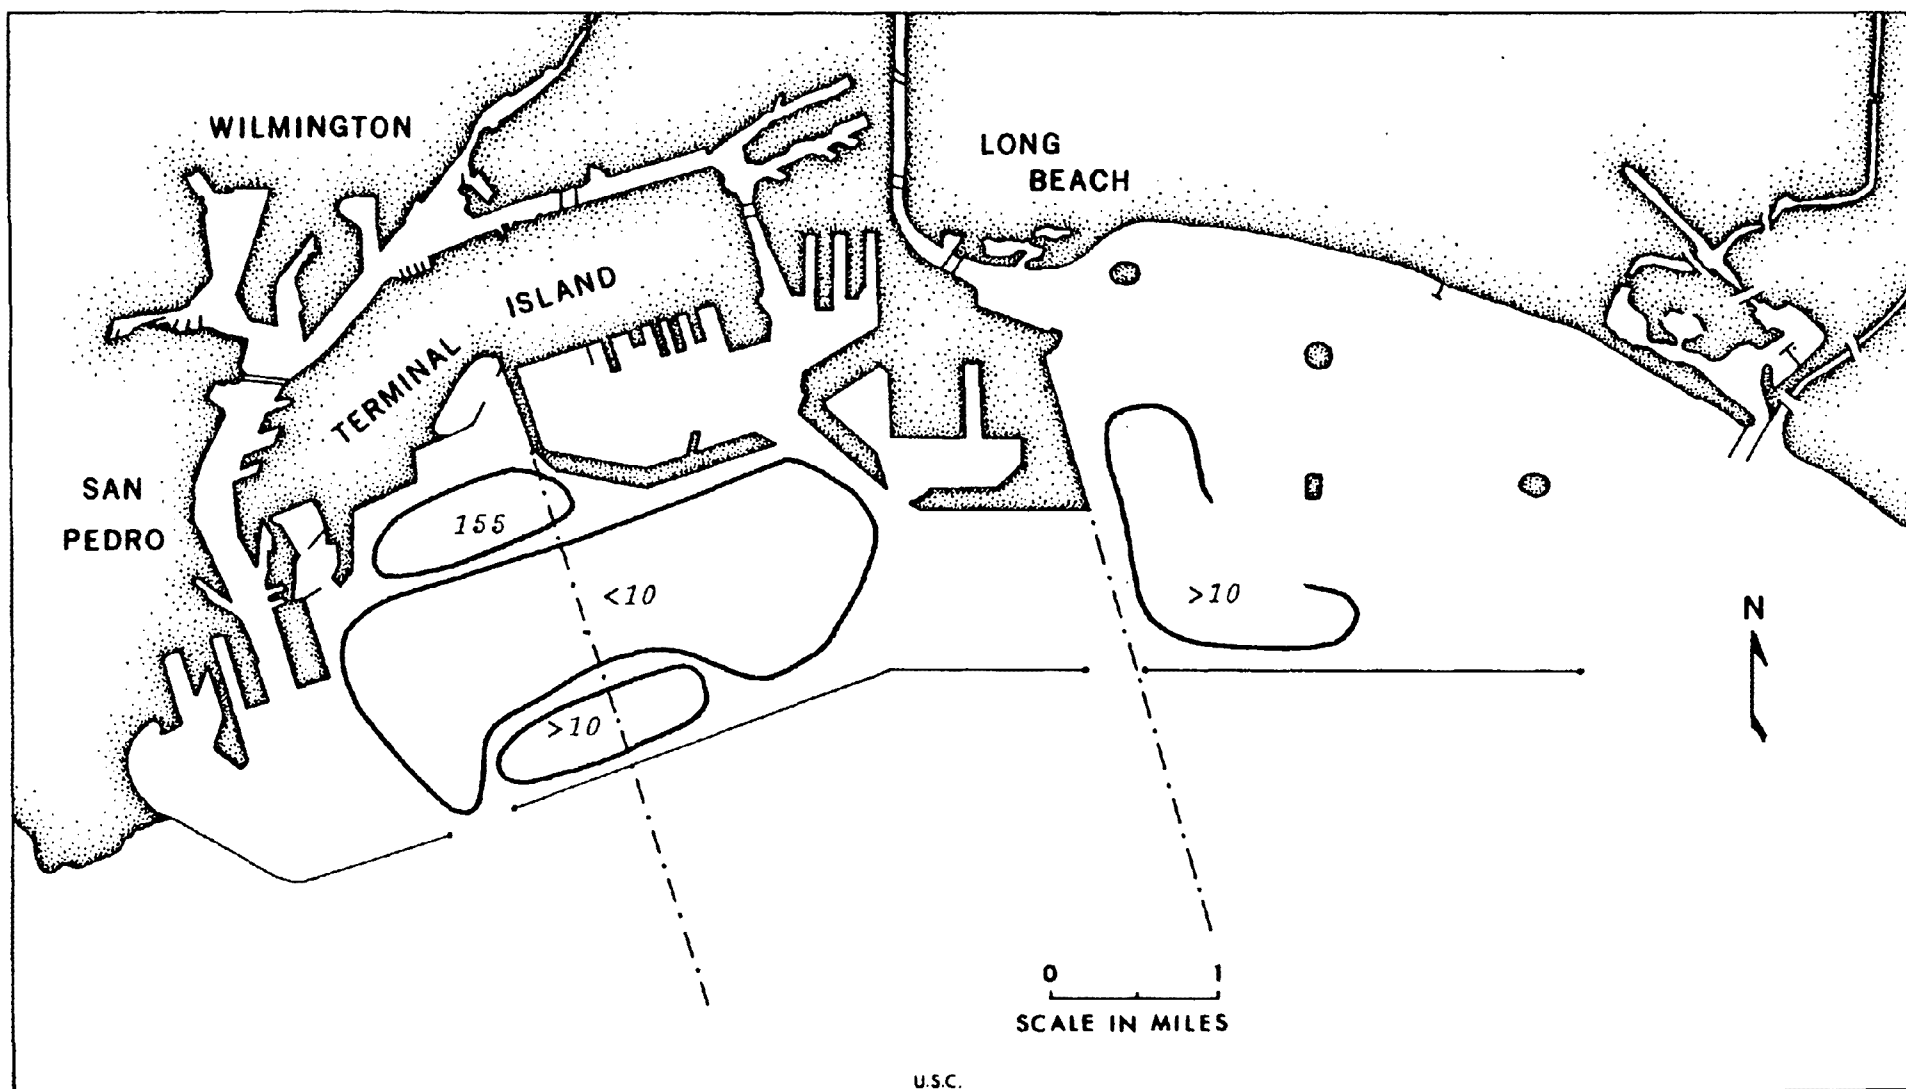 WILMINGTON
LONG
BEACH
ISLAND
TERMINAL
SAN
PEDRO
155
<10
>10
>10
N
0 1
SCALE IN MILES
U.S.C.